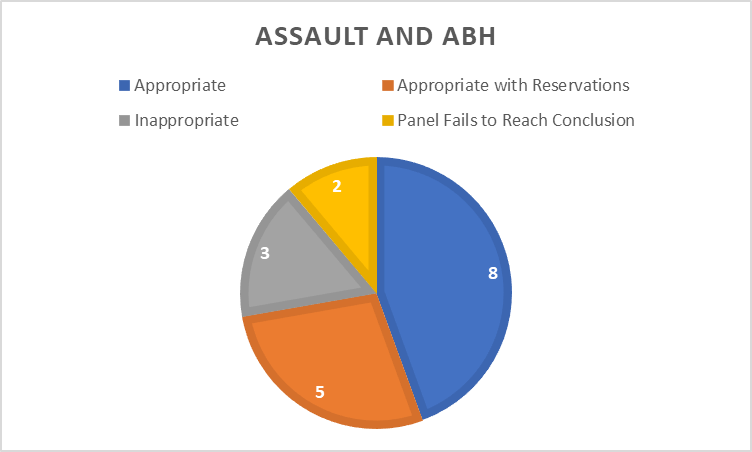 ASSAULT AND ABH
Appropriate
Appropriate with Reservations
Inappropriate
Panel Fails to Reach Conclusion
2
3
8
5